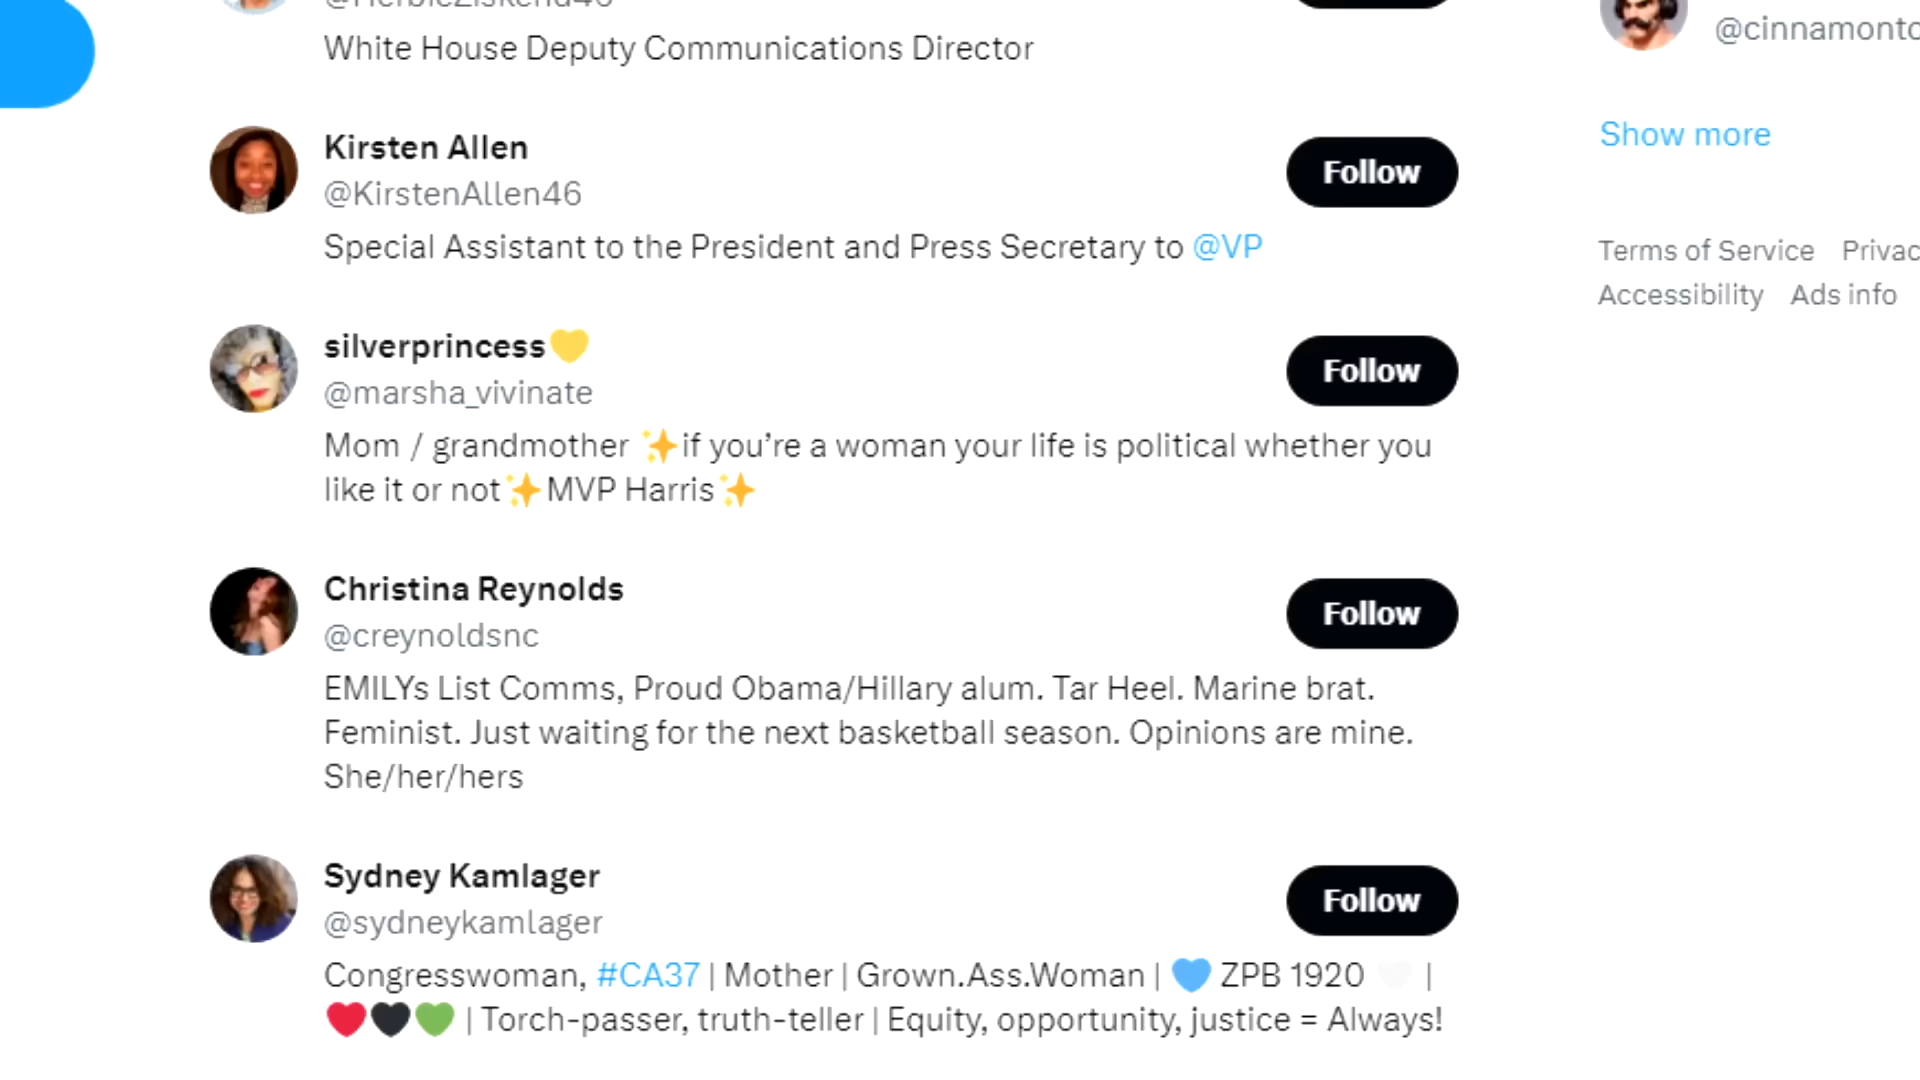 White House Deputy Communications Director
@cinnamonto
Show more
Kirsten Allen
@KirstenAllen46
Follow
Special Assistant to the President and Press Secretary to @VP
Terms of Service Privac
Accessibility Ads info
silverprincess💛
@marsha_vivinate
Follow
Mom / grandmother ✨if you’re a woman your life is political whether you
like it or not✨MVP Harris✨
Christina Reynolds
@creynoldsnc
Follow
EMILYs List Comms, Proud Obama/Hillary alum. Tar Heel. Marine brat.
Feminist. Just waiting for the next basketball season. Opinions are mine.
She/her/hers
Sydney Kamlager
@sydneykamlager
Follow
Congresswoman, #CA37 | Mother | Grown.Ass.Woman | 💙 ZPB 1920 🤍 |
❤️🖤💚 | Torch-passer, truth-teller | Equity, opportunity, justice = Always!